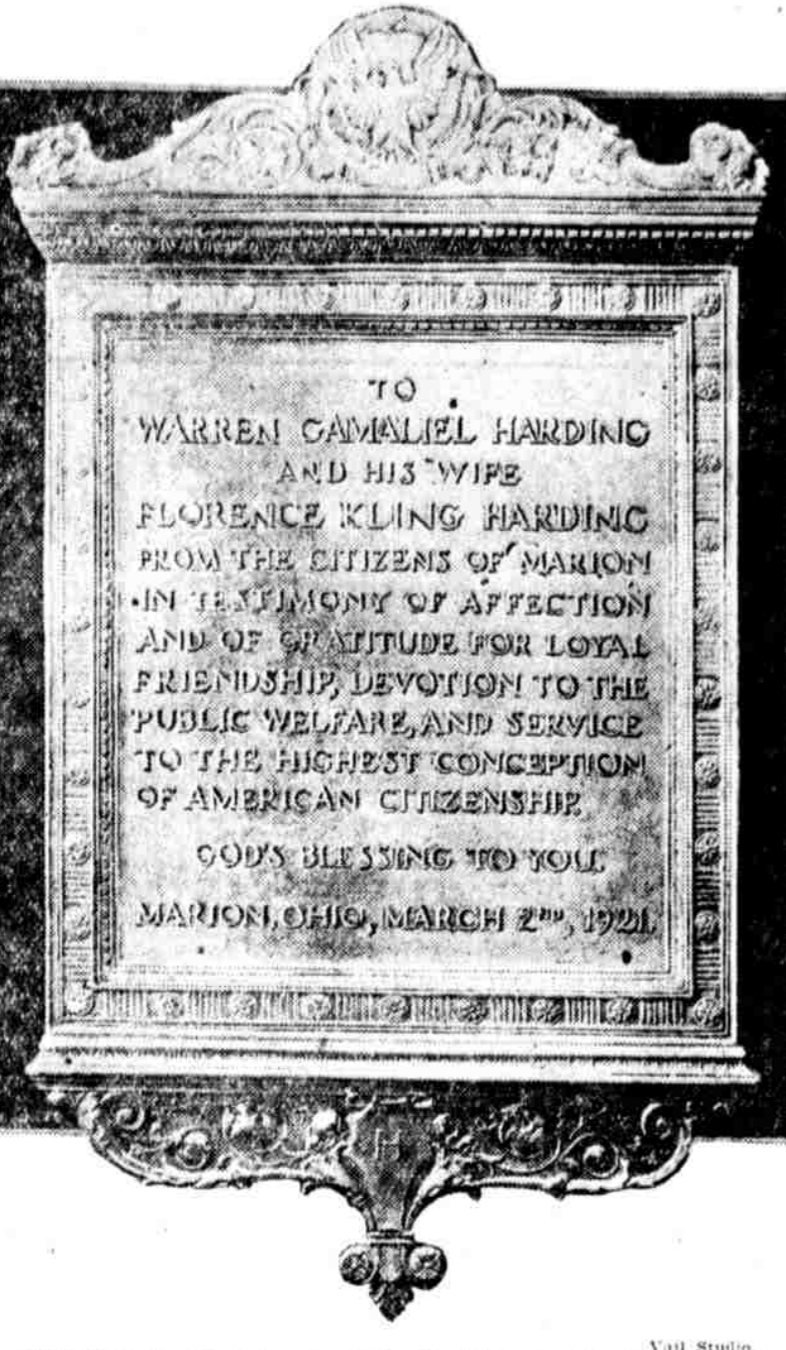 TO
WARREN GAMALIEL HARDING
AND HIS WIFE
FLORENCE KLING HARDING
FROM THE CITIZENS OF MARION
IN TESTIMONY OF AFFECTION
AND OF GRATITUDE FOR LOYAL
FRIENDSHIP, DEVOTION TO THE
PUBLIC WELFARE, AND SERVICE
TO THE HIGHEST CONCEPTION
OF AMERICAN CITIZENSHIP.
GOD'S BLESSING TO YOU.
MARION, OHIO, MARCH 2ND, 1921.
H
Vail Studio